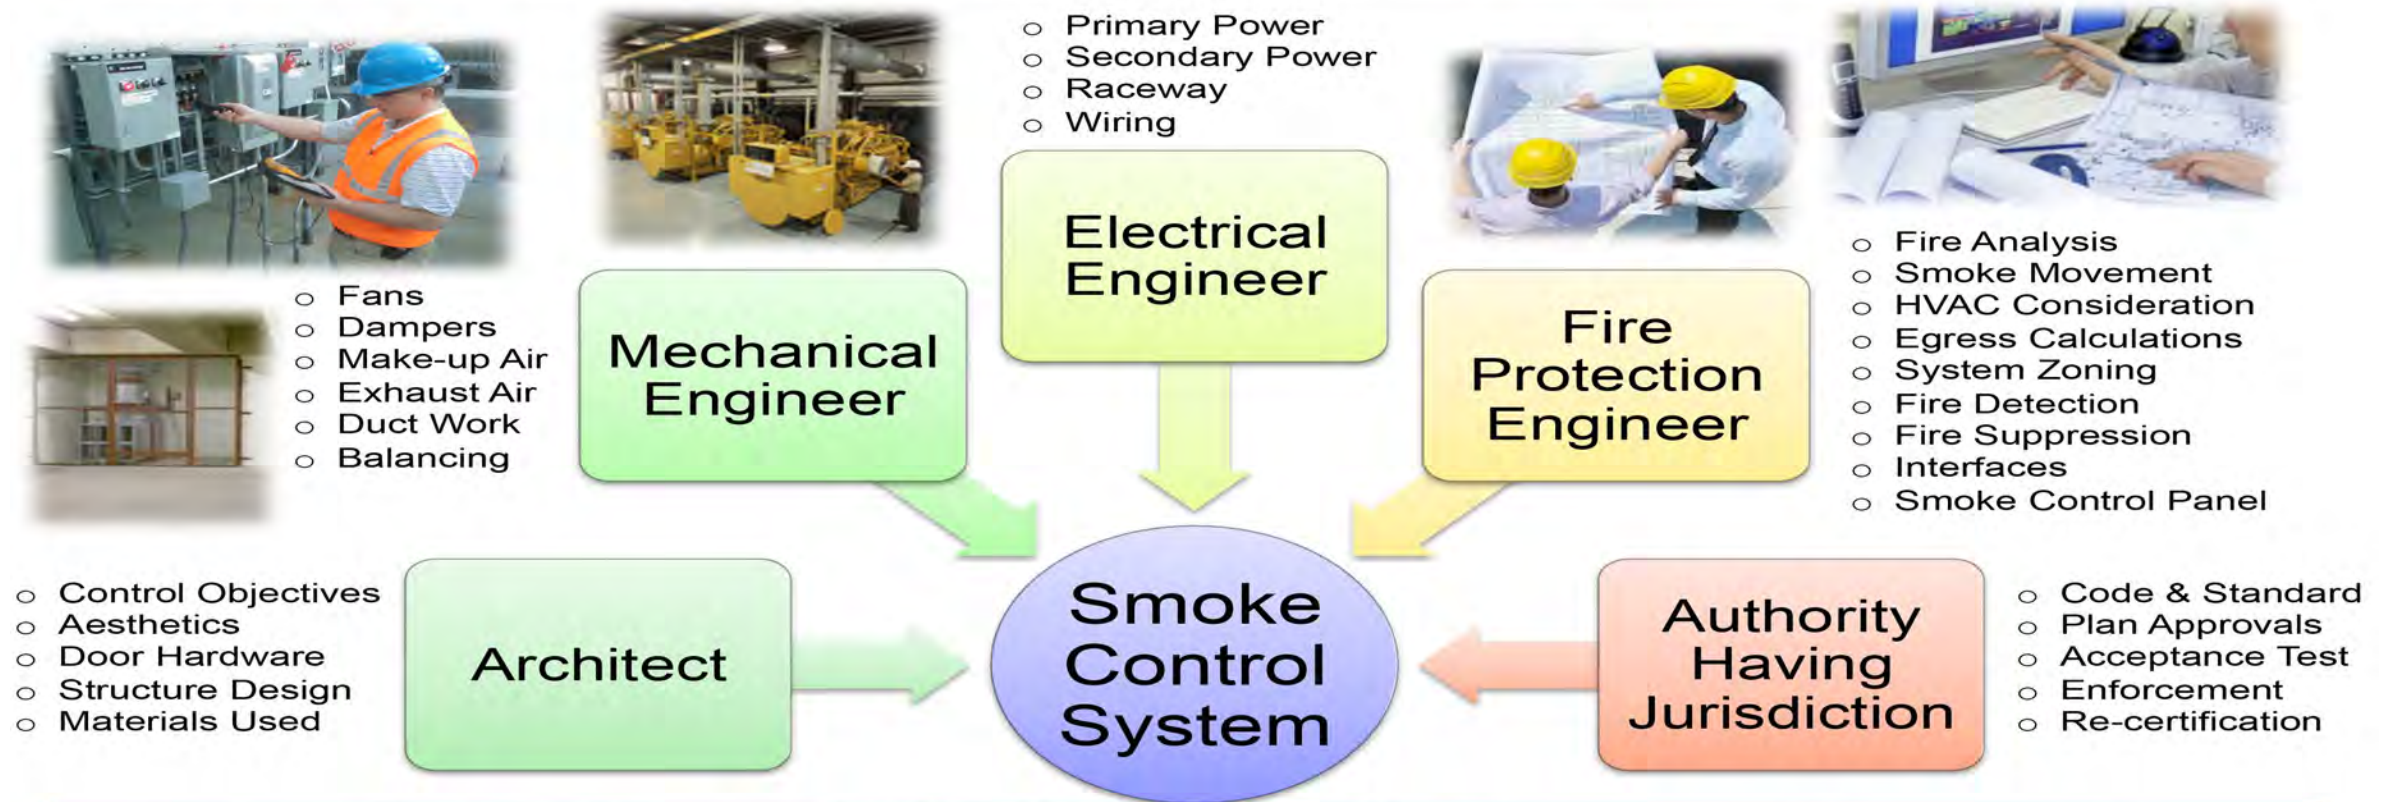 Primary Power
Secondary Power
Raceway
Wiring
Electrical
Engineer
Fans
Dampers
Make-up Air
Exhaust Air
Duct Work
Balancing
Mechanical
Engineer
Fire
Protection
Engineer
Fire Analysis
Smoke Movement
HVAC Consideration
Egress Calculations
System Zoning
Fire Detection
Fire Suppression
Interfaces
Smoke Control Panel
Control Objectives
Aesthetics
Door Hardware
Structure Design
Materials Used
Architect
Smoke
Control
System
Authority
Having
Jurisdiction
Code & Standard
Plan Approvals
Acceptance Test
Enforcement
Re-certification